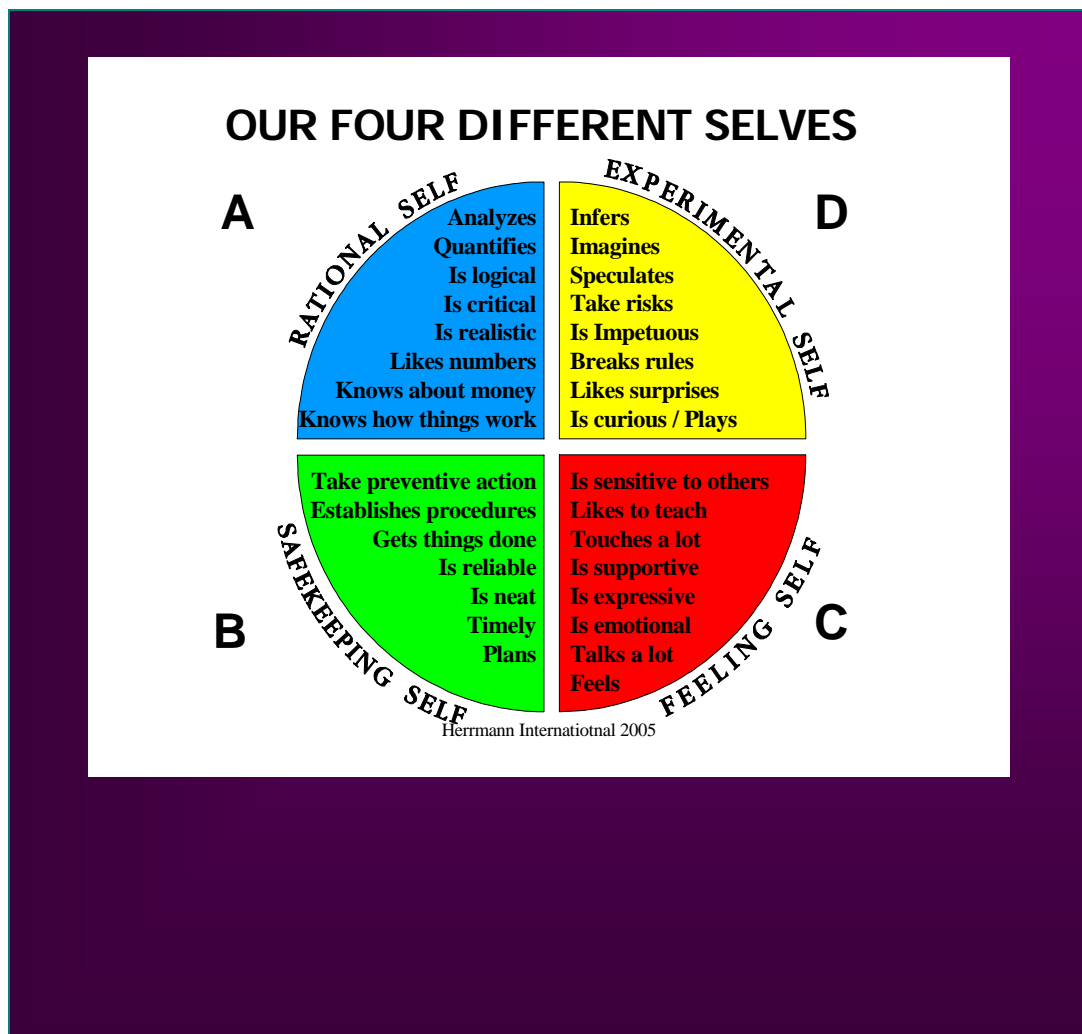 OUR FOUR DIFFERENT SELVES
A
RATIONAL SELF
Analyzes
Quantifies
Is logical
Is critical
Is realistic
Likes numbers
Knows about money
Knows how things work
D
EXPERIMENTAL SELF
Infers
Imagines
Speculates
Take risks
Is Impetuous
Breaks rules
Likes surprises
Is curious / Plays
B
SAFEKEEPING SELF
Take preventive action
Establishes procedures
Gets things done
Is reliable
Is neat
Timely
Plans
C
FEELING SELF
Is sensitive to others
Likes to teach
Touches a lot
Is supportive
Is expressive
Is emotional
Talks a lot
Feels
Herrmann Internatiotnal 2005